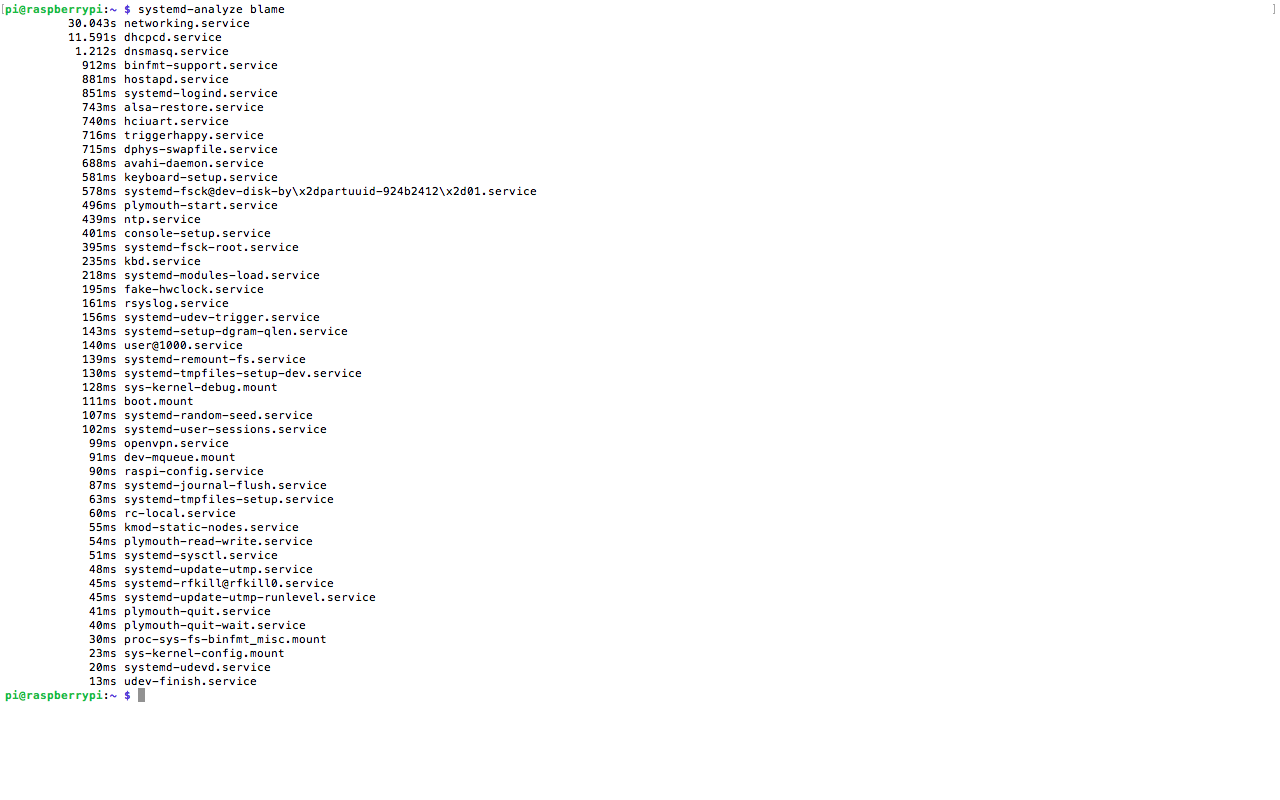 [pi@raspberrypi:~ $ systemd-analyze blame ]
30.043s networking.service
11.591s dhcpcd.service
1.212s dnsmasq.service
912ms binfmt-support.service
881ms hostapd.service
851ms systemd-logind.service
743ms alsa-restore.service
740ms hciuart.service
716ms triggerhappy.service
715ms dphys-swapfile.service
688ms avahi-daemon.service
581ms keyboard-setup.service
578ms systemd-fsck@dev-disk-by\x2dpartuuid-924b2412\x2d01.service
496ms plymouth-start.service
439ms ntp.service
401ms console-setup.service
395ms systemd-fsck-root.service
235ms kbd.service
218ms systemd-modules-load.service
195ms fake-hwclock.service
161ms rsyslog.service
156ms systemd-udev-trigger.service
143ms systemd-setup-dgram-qlen.service
140ms user@1000.service
139ms systemd-remount-fs.service
130ms systemd-tmpfiles-setup-dev.service
128ms sys-kernel-debug.mount
111ms boot.mount
107ms systemd-random-seed.service
102ms systemd-user-sessions.service
99ms openvpn.service
91ms dev-mqueue.mount
90ms raspi-config.service
87ms systemd-journal-flush.service
63ms systemd-tmpfiles-setup.service
60ms rc-local.service
55ms kmod-static-nodes.service
54ms plymouth-read-write.service
51ms systemd-sysctl.service
48ms systemd-update-utmp.service
45ms systemd-rfkill@rfkill0.service
45ms systemd-update-utmp-runlevel.service
41ms plymouth-quit.service
40ms plymouth-quit-wait.service
30ms proc-sys-fs-binfmt_misc.mount
23ms sys-kernel-config.mount
20ms systemd-udevd.service
13ms udev-finish.service
pi@raspberrypi:~ $